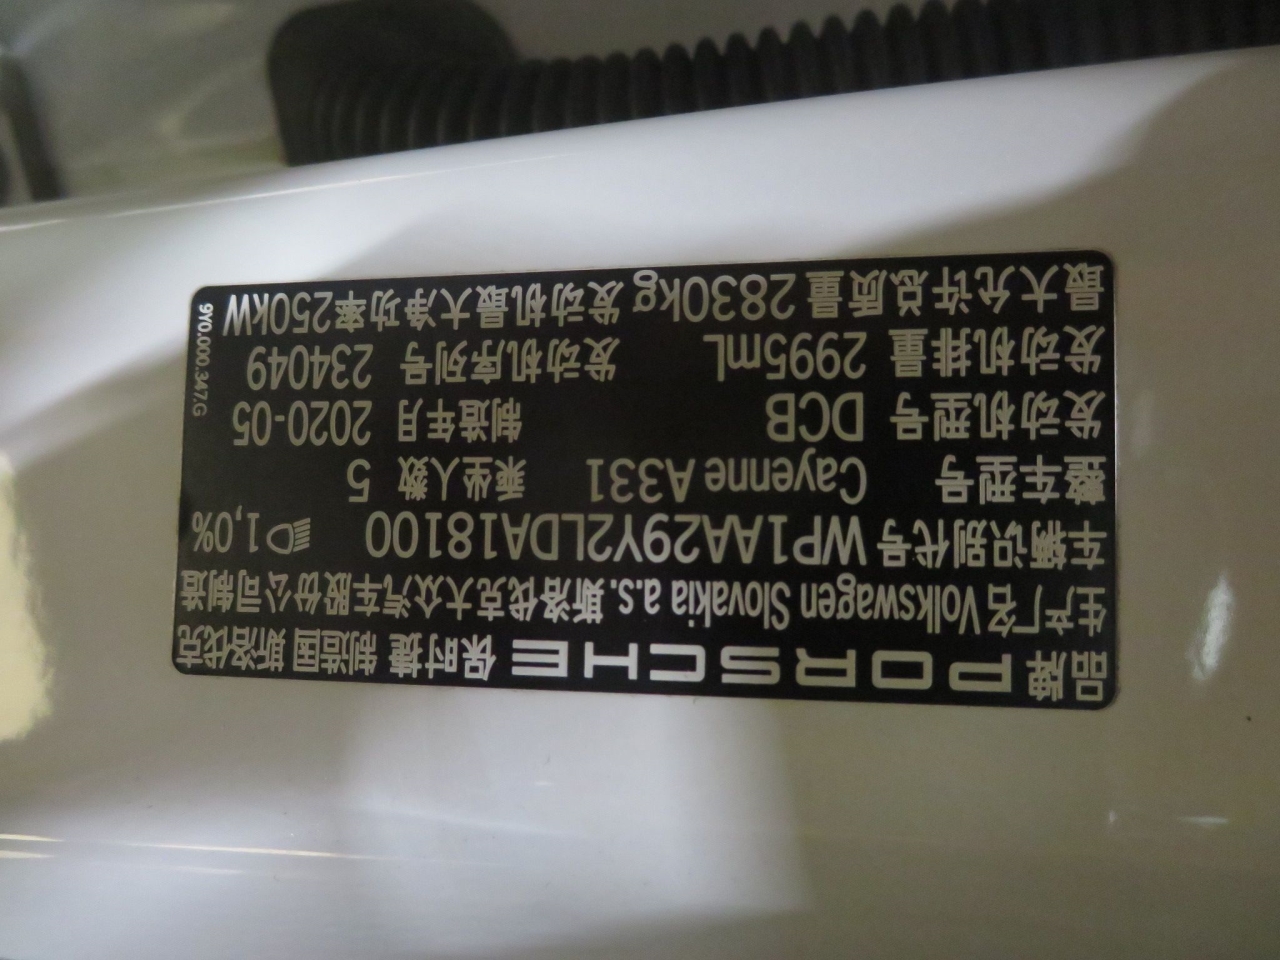 品牌 PORSCHE 保时捷 制造国 斯洛伐克
生产厂名 Volkswagen Slovakia a.s.斯洛伐克大众汽车股份公司制造
车辆识别代号 WP1AA29Y2LDA18100 1,0%
整车型号 Cayenne A331 乘坐人数 5
发动机型号 DCB 制造年月 2020-05
发动机排量 2995mL 发动机序列号 234049
最大允许总质量 2830kg 发动机最大净功率 250kW
9Y0.000.347.G